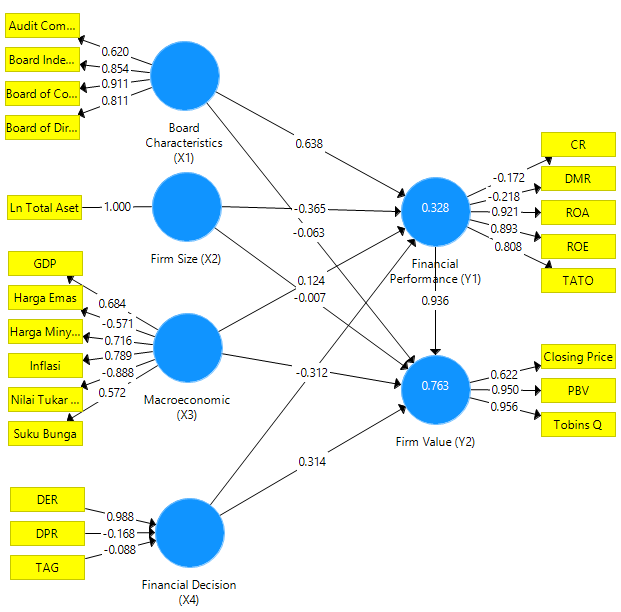 Audit Com...
0.620
Board Inde...
0.854
Board of Co...
0.911
Board of Dir...
0.811
Board
Characteristics
(X1)
0.638
Ln Total Aset
1.000
Firm Size (X2)
-0.365
-0.063
GDP
0.684
Harga Emas
-0.571
Harga Miny...
0.716
Inflasi
0.789
Nilai Tukar ...
-0.888
Suku Bunga
0.572
Macroeconomic
(X3)
0.124
-0.007
-0.312
DER
0.988
DPR
-0.168
TAG
-0.088
Financial Decision
(X4)
0.314
0.328
Financial
Performance (Y1)
0.936
CR
-0.172
DMR
-0.218
ROA
0.921
ROE
0.893
TATO
0.808
0.763
Firm Value (Y2)
Closing Price
0.622
PBV
0.950
Tobins Q
0.956